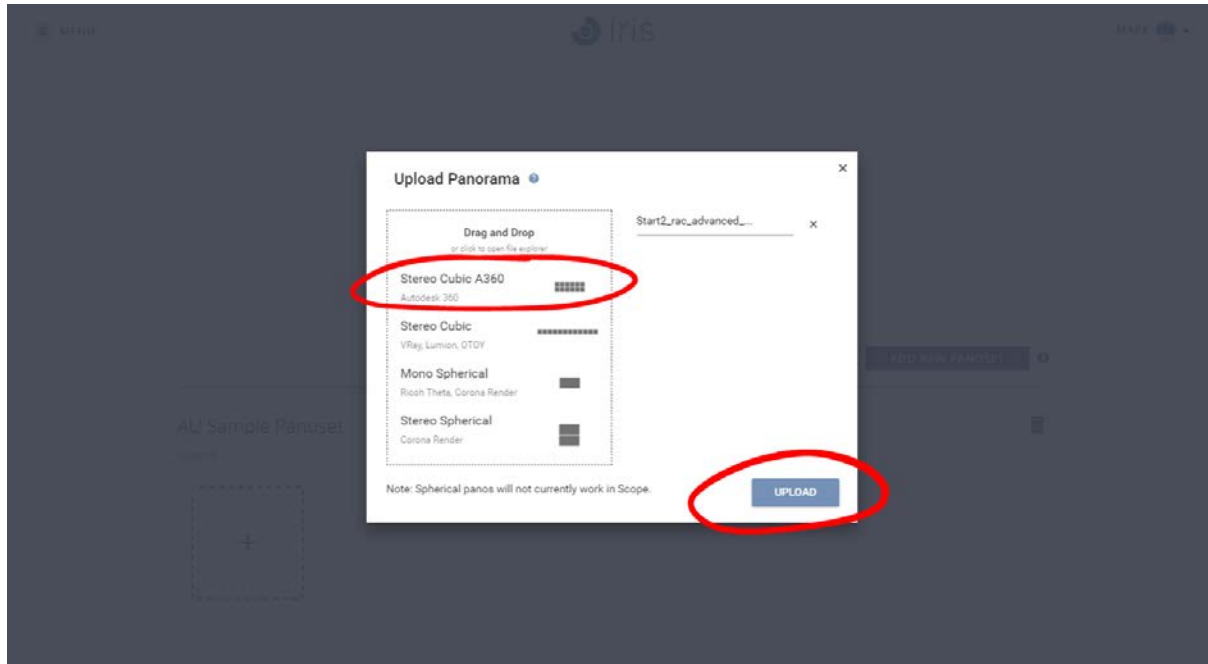 MENU
Iris
MARK
Upload Panorama
Drag and Drop
or click to open file explorer
Stereo Cubic A360
Autodesk 360
Stereo Cubic
VRay, Lumion, OTOY
Mono Spherical
Ricoh Theta, Corona Render
Stereo Spherical
Corona Render
Start2_rac_advanced_...
Note: Spherical panos will not currently work in Scope.
UPLOAD
ADD NEW PANOSET
AU Sample Panoset